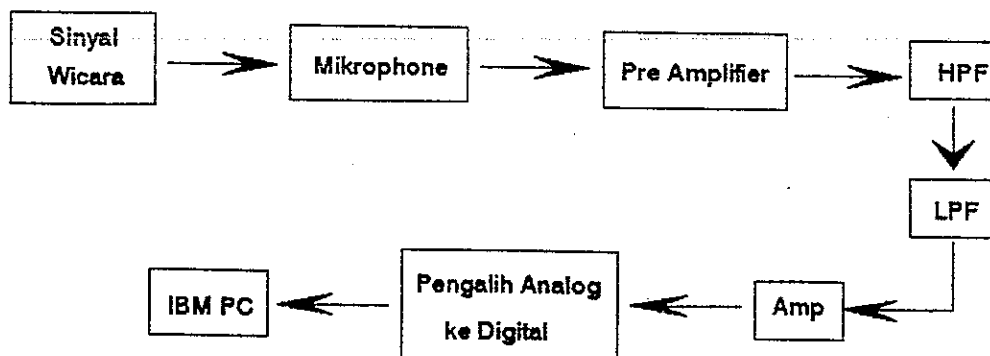 Sinyal
Wicara
Mikrophone
Pre Amplifier
HPF
LPF
Amp
Pengalih Analog
ke Digital
IBM PC